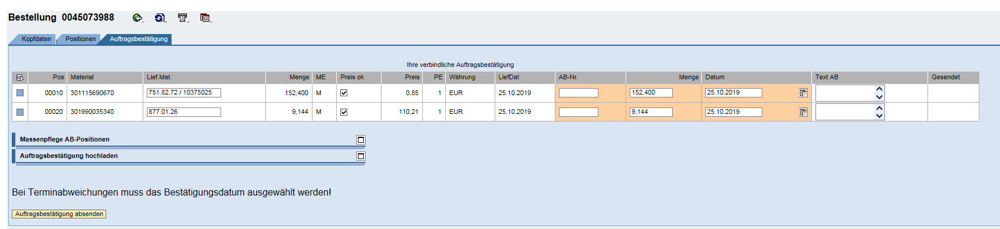 Bestellung 0045073988
Kopfdaten Positionen Auftragsbestätigung
Ihre verbindliche Auftragsbestätigung
Pos Material Lief.Mat. Menge ME Preis ok Preis PE Währung LiefDat AB-Nr. Menge Datum Text AB Gesendet
00010 301115690670 751.82.72 / 10375025 152,400 M 0,85 1 EUR 25.10.2019 152,400 25.10.2019
00020 301990035340 877.01.26 9,144 M 110,21 1 EUR 25.10.2019 9,144 25.10.2019
Massenpflege AB-Positionen
Auftragsbestätigung hochladen
Bei Terminabweichungen muss das Bestätigungsdatum ausgewählt werden!
Auftragsbestätigung absenden